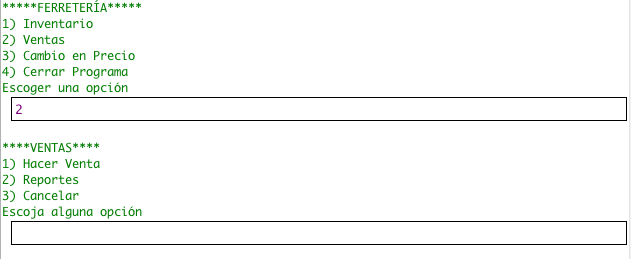 *****FERRETERÍA*****
1) Inventario
2) Ventas
3) Cambio en Precio
4) Cerrar Programa
Escoger una opción
2
****VENTAS****
1) Hacer Venta
2) Reportes
3) Cancelar
Escoja alguna opción